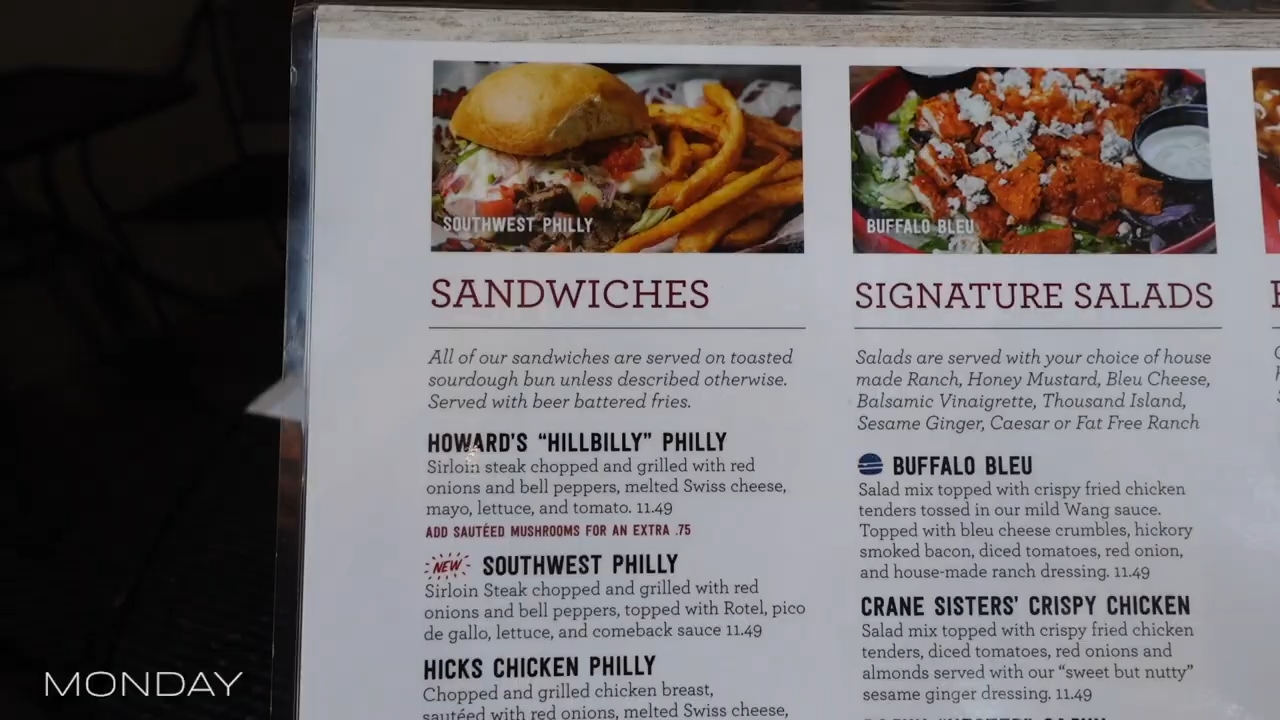 SOUTHWEST PHILLY
SANDWICHES
All of our sandwiches are served on toasted
sourdough bun unless described otherwise.
Served with beer battered fries.
HOWARD'S "HILLBILLY" PHILLY
Sirloin steak chopped and grilled with red
onions and bell peppers, melted Swiss cheese,
mayo, lettuce, and tomato. 11.49
ADD SAUTÉED MUSHROOMS FOR AN EXTRA .75
NEW SOUTHWEST PHILLY
Sirloin Steak chopped and grilled with red
onions and bell peppers, topped with Rotel, pico
de gallo, lettuce, and comeback sauce 11.49
HICKS CHICKEN PHILLY
Chopped and grilled chicken breast,
sautéed with red onions, melted Swiss cheese,
BUFFALO BLEU
SIGNATURE SALADS
Salads are served with your choice of house
made Ranch, Honey Mustard, Bleu Cheese,
Balsamic Vinaigrette, Thousand Island,
Sesame Ginger, Caesar or Fat Free Ranch
BUFFALO BLEU
Salad mix topped with crispy fried chicken
tenders tossed in our mild Wang sauce.
Topped with bleu cheese crumbles, hickory
smoked bacon, diced tomatoes, red onion,
and house-made ranch dressing. 11.49
CRANE SISTERS' CRISPY CHICKEN
Salad mix topped with crispy fried chicken
tenders, diced tomatoes, red onions and
almonds served with our "sweet but nutty"
sesame ginger dressing. 11.49
MONDAY